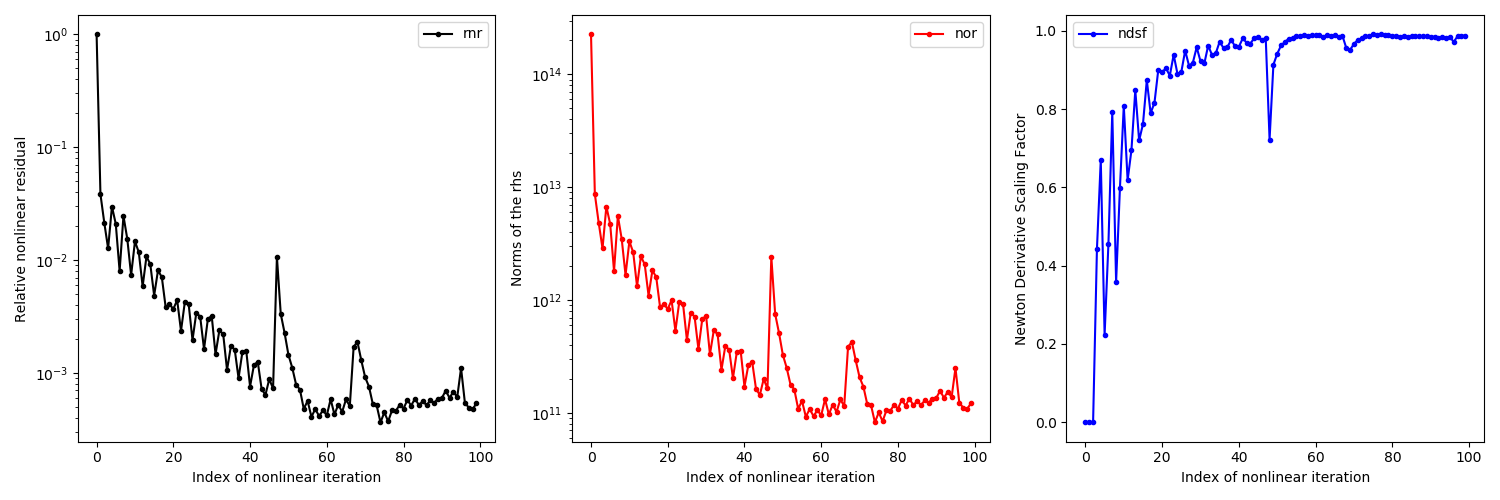 Relative nonlinear residual
10⁰
10⁻¹
10⁻²
10⁻³
0 20 40 60 80 100
Index of nonlinear iteration
rnr
Norms of the rhs
10¹⁴
10¹³
10¹²
10¹¹
0 20 40 60 80 100
Index of nonlinear iteration
nor
Newton Derivative Scaling Factor
1.0
0.8
0.6
0.4
0.2
0.0
0 20 40 60 80 100
Index of nonlinear iteration
ndsf